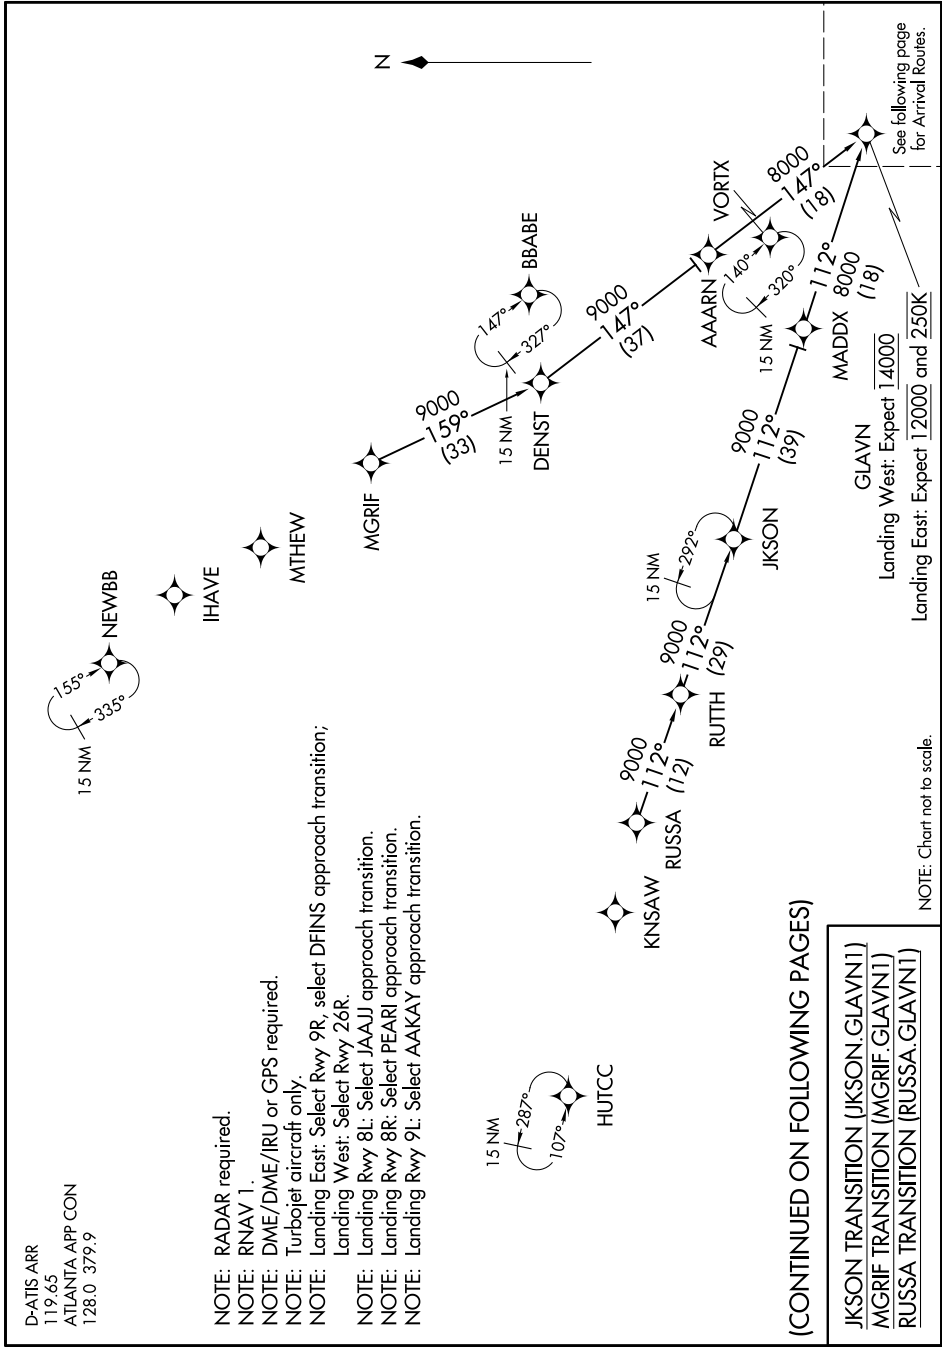 D-ATIS ARR
119.65
ATLANTA APP CON
128.0 379.9
NOTE: RADAR required.
NOTE: RNAV 1.
NOTE: DME/DME/IRU or GPS required.
NOTE: Turbojet aircraft only.
NOTE: Landing East: Select Rwy 9R, select DFINS approach transition;
Landing West: Select Rwy 26R.
NOTE: Landing Rwy 8L: Select JAAJJ approach transition.
NOTE: Landing Rwy 8R: Select PEARI approach transition.
NOTE: Landing Rwy 9L: Select AAKAY approach transition.
15 NM
155°
335°
NEWBB
IHAVE
MTHEW
MGRIF
9000
159°
(33)
15 NM
147°
327°
BBABE
DENST
9000
147°
(37)
N
AAARN
VORTX
15 NM
140°
320°
8000
147°
(18)
15 NM
287°
107°
HUTCC
KNSAW
RUSSA
9000
112°
(12)
RUTTH
9000
112°
(29)
15 NM
292°
JKSON
9000
112°
(39)
MADDX
112°
8000
(18)
GLAVN
Landing West: Expect 14000
Landing East: Expect 12000 and 250K
See following page
for Arrival Routes.
NOTE: Chart not to scale.
(CONTINUED ON FOLLOWING PAGES)
JKSON TRANSITION (JKSON.GLAVN1)
MGRIF TRANSITION (MGRIF.GLAVN1)
RUSSA TRANSITION (RUSSA.GLAVN1)